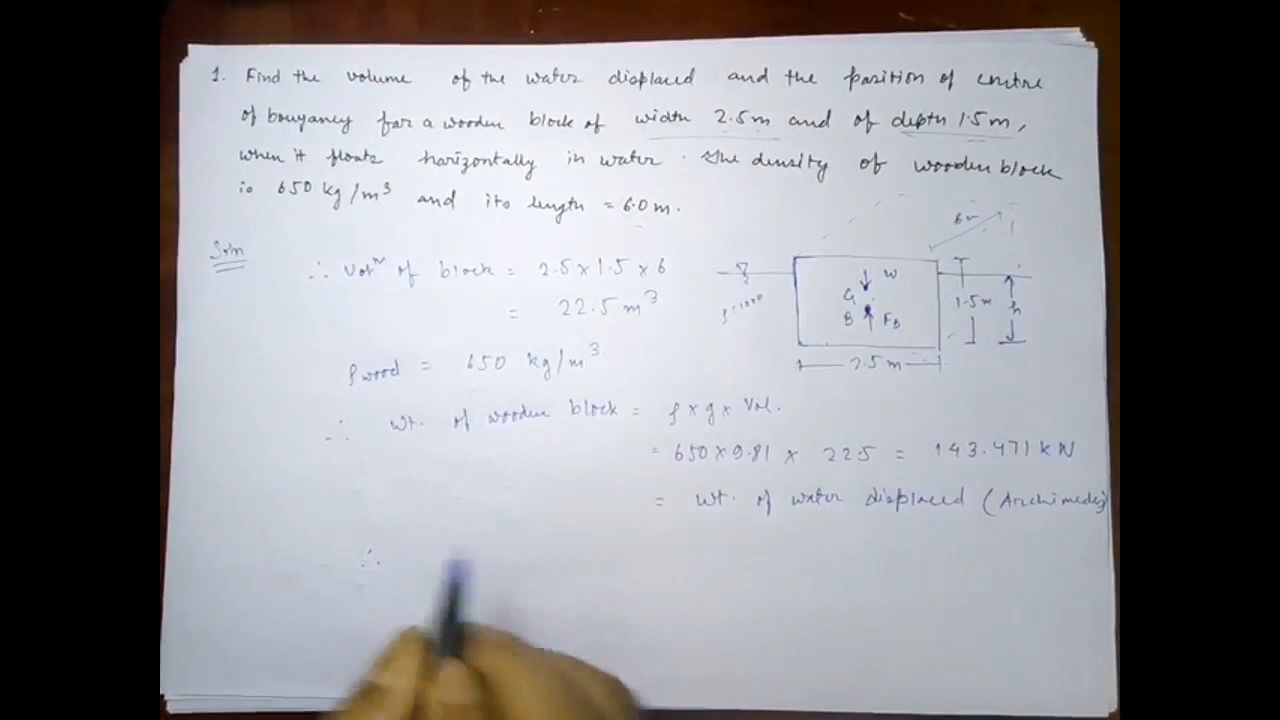 1. Find the volume of the water displaced and the position of centre
of bouyancy for a wooden block of width 2.5m and of depth 1.5m,
when it floats horizontally in water. The density of wooden block
is 650 kg/m³ and its length = 6.0m.
Soln
∴ Volⁿ of block = 2.5 × 1.5 × 6
= 22.5 m³
ρwood = 650 kg/m³
∴ Wt. of wooden block = ρ × g × Vol.
= 650 × 9.81 × 22.5 = 143.471 kN
= Wt. of water displaced (Archimedes)
∴
6m
ρ=1000
W
G
B FB
1.5m
h
2.5 m